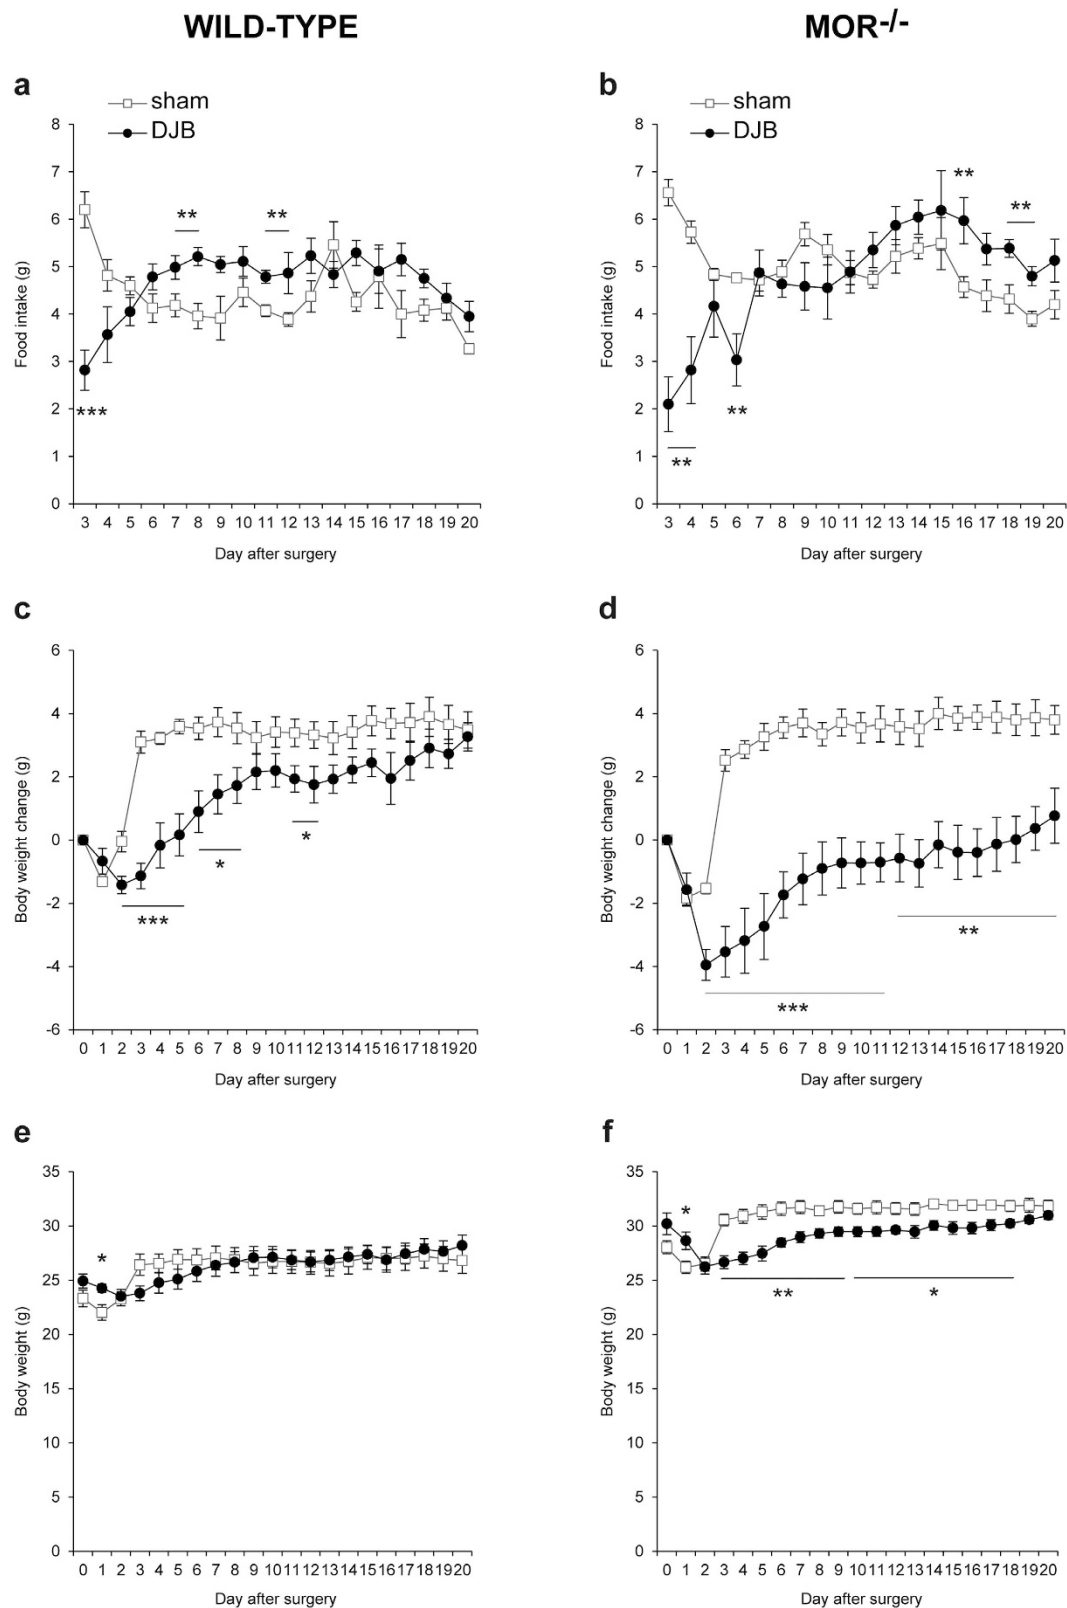 WILD-TYPE
MOR-/-
a
sham
DJB
8
7
6
5
4
3
2
1
0
Food intake (g)
**
**
***
3 4 5 6 7 8 9 10 11 12 13 14 15 16 17 18 19 20
Day after surgery
b
sham
DJB
8
7
6
5
4
3
2
1
0
Food intake (g)
**
**
**
**
3 4 5 6 7 8 9 10 11 12 13 14 15 16 17 18 19 20
Day after surgery
c
6
4
2
0
-2
-4
-6
Body weight change (g)
***
*
*
0 1 2 3 4 5 6 7 8 9 10 11 12 13 14 15 16 17 18 19 20
Day after surgery
d
6
4
2
0
-2
-4
-6
Body weight change (g)
**
***
0 1 2 3 4 5 6 7 8 9 10 11 12 13 14 15 16 17 18 19 20
Day after surgery
e
35
30
25
20
15
10
5
0
Body weight (g)
*
0 1 2 3 4 5 6 7 8 9 10 11 12 13 14 15 16 17 18 19 20
Day after surgery
f
35
30
25
20
15
10
5
0
Body weight (g)
*
**
*
0 1 2 3 4 5 6 7 8 9 10 11 12 13 14 15 16 17 18 19 20
Day after surgery